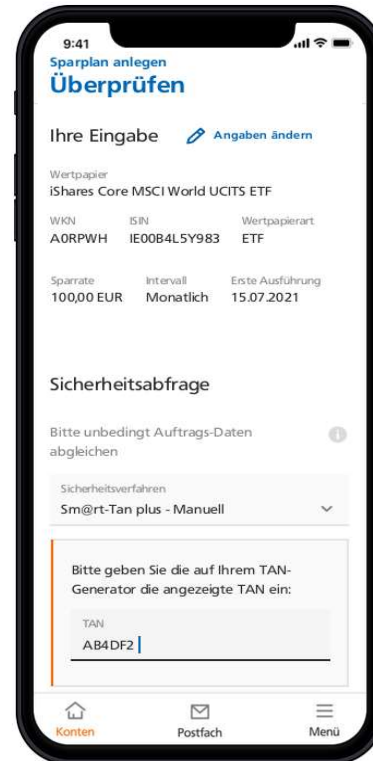 9:41
Sparplan anlegen
Überprüfen
Ihre Eingabe Angaben ändern
Wertpapier
iShares Core MSCI World UCITS ETF
WKN ISIN Wertpapierart
A0RPWH IE00B4L5Y983 ETF
Sparrate Intervall Erste Ausführung
100,00 EUR Monatlich 15.07.2021
Sicherheitsabfrage
Bitte unbedingt Auftrags-Daten
abgleichen
Sicherheitsverfahren
Sm@rt-Tan plus - Manuell
Bitte geben Sie die auf Ihrem TAN-
Generator die angezeigte TAN ein:
TAN
AB4DF2
Konten Postfach Menü